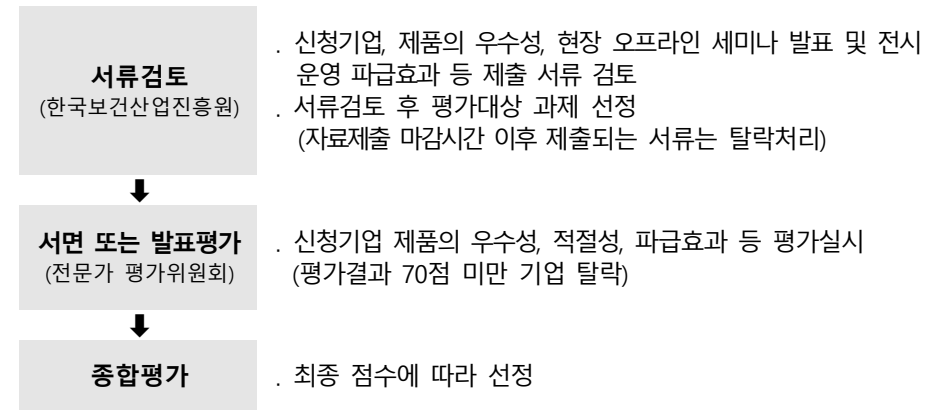 서류검토
(한국보건산업진흥원)
. 신청기업, 제품의 우수성, 현장 오프라인 세미나 발표 및 전시
운영 파급효과 등 제출 서류 검토
. 서류검토 후 평가대상 과제 선정
(자료제출 마감시간 이후 제출되는 서류는 탈락처리)
서면 또는 발표평가
(전문가 평가위원회)
. 신청기업 제품의 우수성, 적절성, 파급효과 등 평가실시
(평가결과 70점 미만 기업 탈락)
종합평가
. 최종 점수에 따라 선정